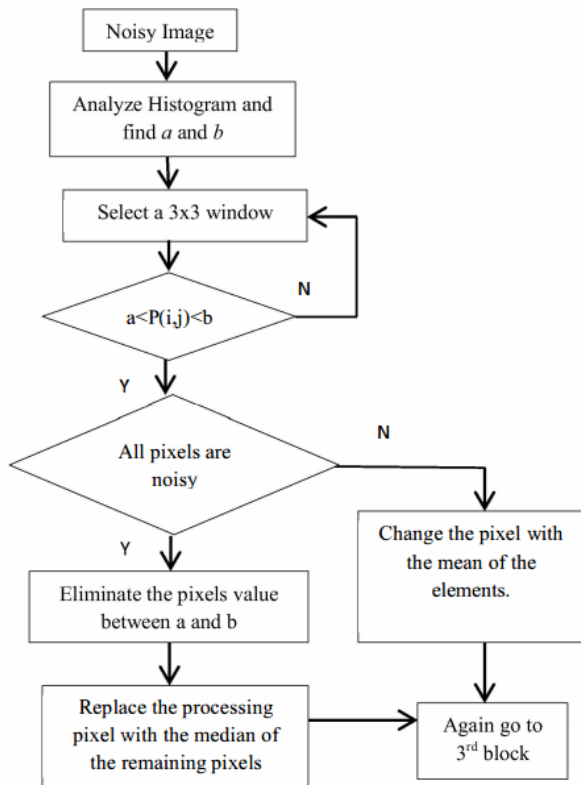 Noisy Image
Analyze Histogram and
find a and b
Select a 3x3 window
N
a<P(i,j)<b
Y
N
All pixels are
noisy
Y
Change the pixel with
the mean of the
elements.
Eliminate the pixels value
between a and b
Replace the processing
pixel with the median of
the remaining pixels
Again go to
3rd block